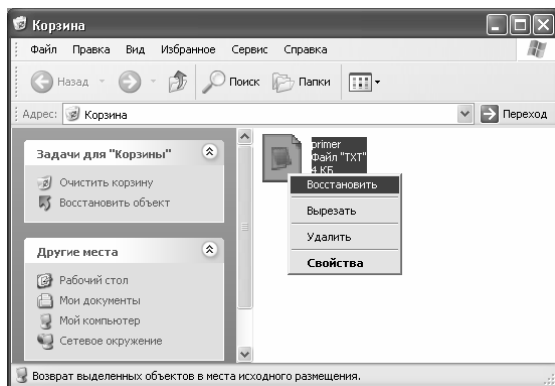 Корзина
Файл Правка Вид Избранное Сервис Справка
Назад Поиск Папки
Адрес: Корзина Переход
Задачи для "Корзины"
Очистить корзину
Восстановить объект
Другие места
Рабочий стол
Мои документы
Мой компьютер
Сетевое окружение
primer
Файл "TXT"
4 КБ
Восстановить
Вырезать
Удалить
Свойства
Возврат выделенных объектов в места исходного размещения.